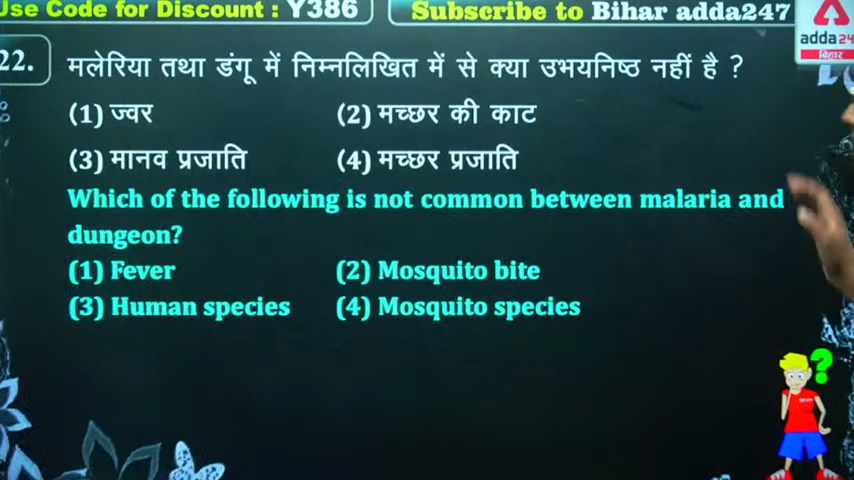 Use Code for Discount : Y386
Subscribe to Bihar adda247
adda24
बिहार
22.
मलेरिया तथा डंगू में निम्नलिखित में से क्या उभयनिष्ठ नहीं है ?
(1) ज्वर (2) मच्छर की काट
(3) मानव प्रजाति (4) मच्छर प्रजाति
Which of the following is not common between malaria and
dungeon?
(1) Fever (2) Mosquito bite
(3) Human species (4) Mosquito species